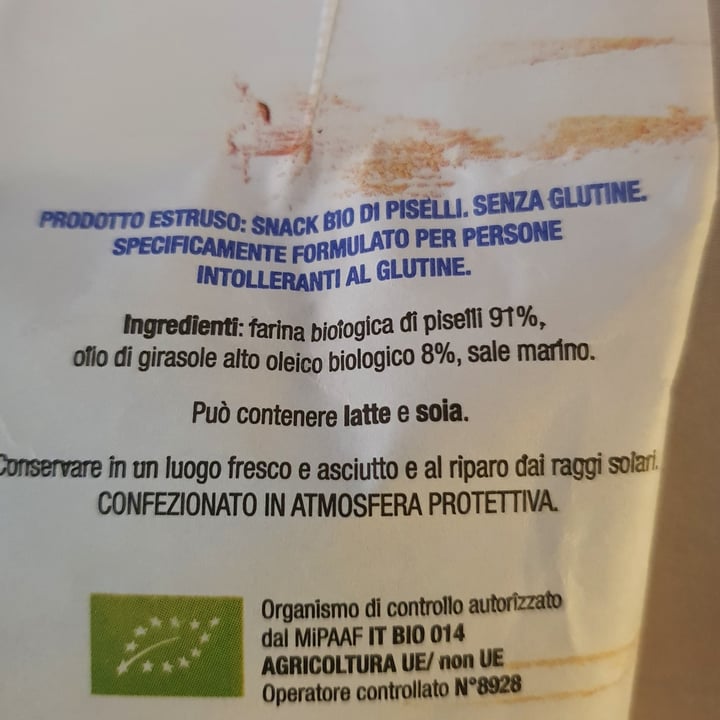 PRODOTTO ESTRUSO: SNACK BIO DI PISELLI. SENZA GLUTINE.
SPECIFICAMENTE FORMULATO PER PERSONE
INTOLLERANTI AL GLUTINE.
Ingredienti: farina biologica di piselli 91%,
olio di girasole alto oleico biologico 8%, sale marino.
Può contenere latte e soia.
Conservare in un luogo fresco e asciutto e al riparo dai raggi solari.
CONFEZIONATO IN ATMOSFERA PROTETTIVA.
Organismo di controllo autorizzato
dal MiPAAF IT BIO 014
AGRICOLTURA UE/ non UE
Operatore controllato N°8928